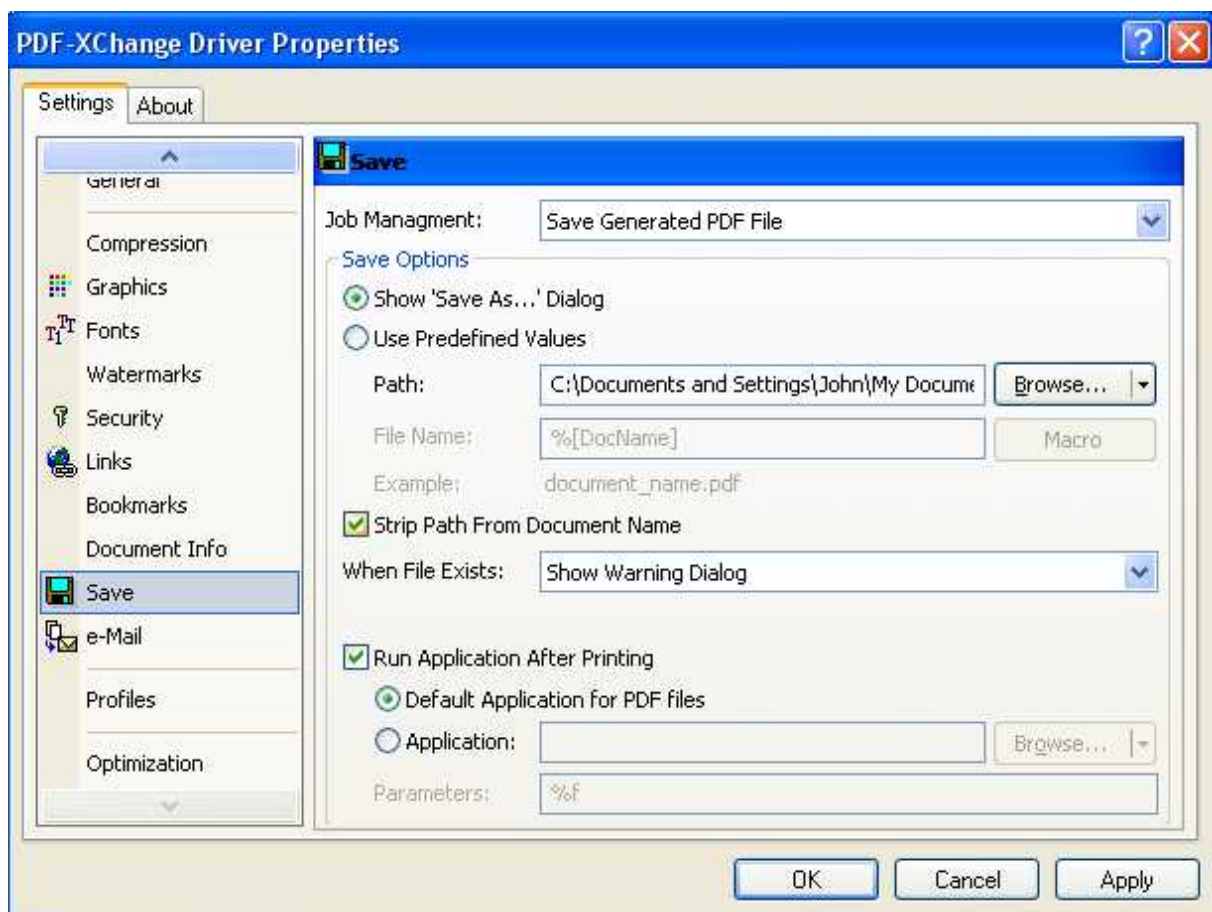 PDF-XChange Driver Properties
Settings
About
General
Compression
Graphics
Fonts
Watermarks
Security
Links
Bookmarks
Document Info
Save
e-Mail
Profiles
Optimization
Save
Job Managment: Save Generated PDF File
Save Options
Show 'Save As...' Dialog
Use Predefined Values
Path: C:\Documents and Settings\John\My Docume Browse...
File Name: %[DocName] Macro
Example: document_name.pdf
Strip Path From Document Name
When File Exists: Show Warning Dialog
Run Application After Printing
Default Application for PDF files
Application: Browse...
Parameters: %f
OK Cancel Apply